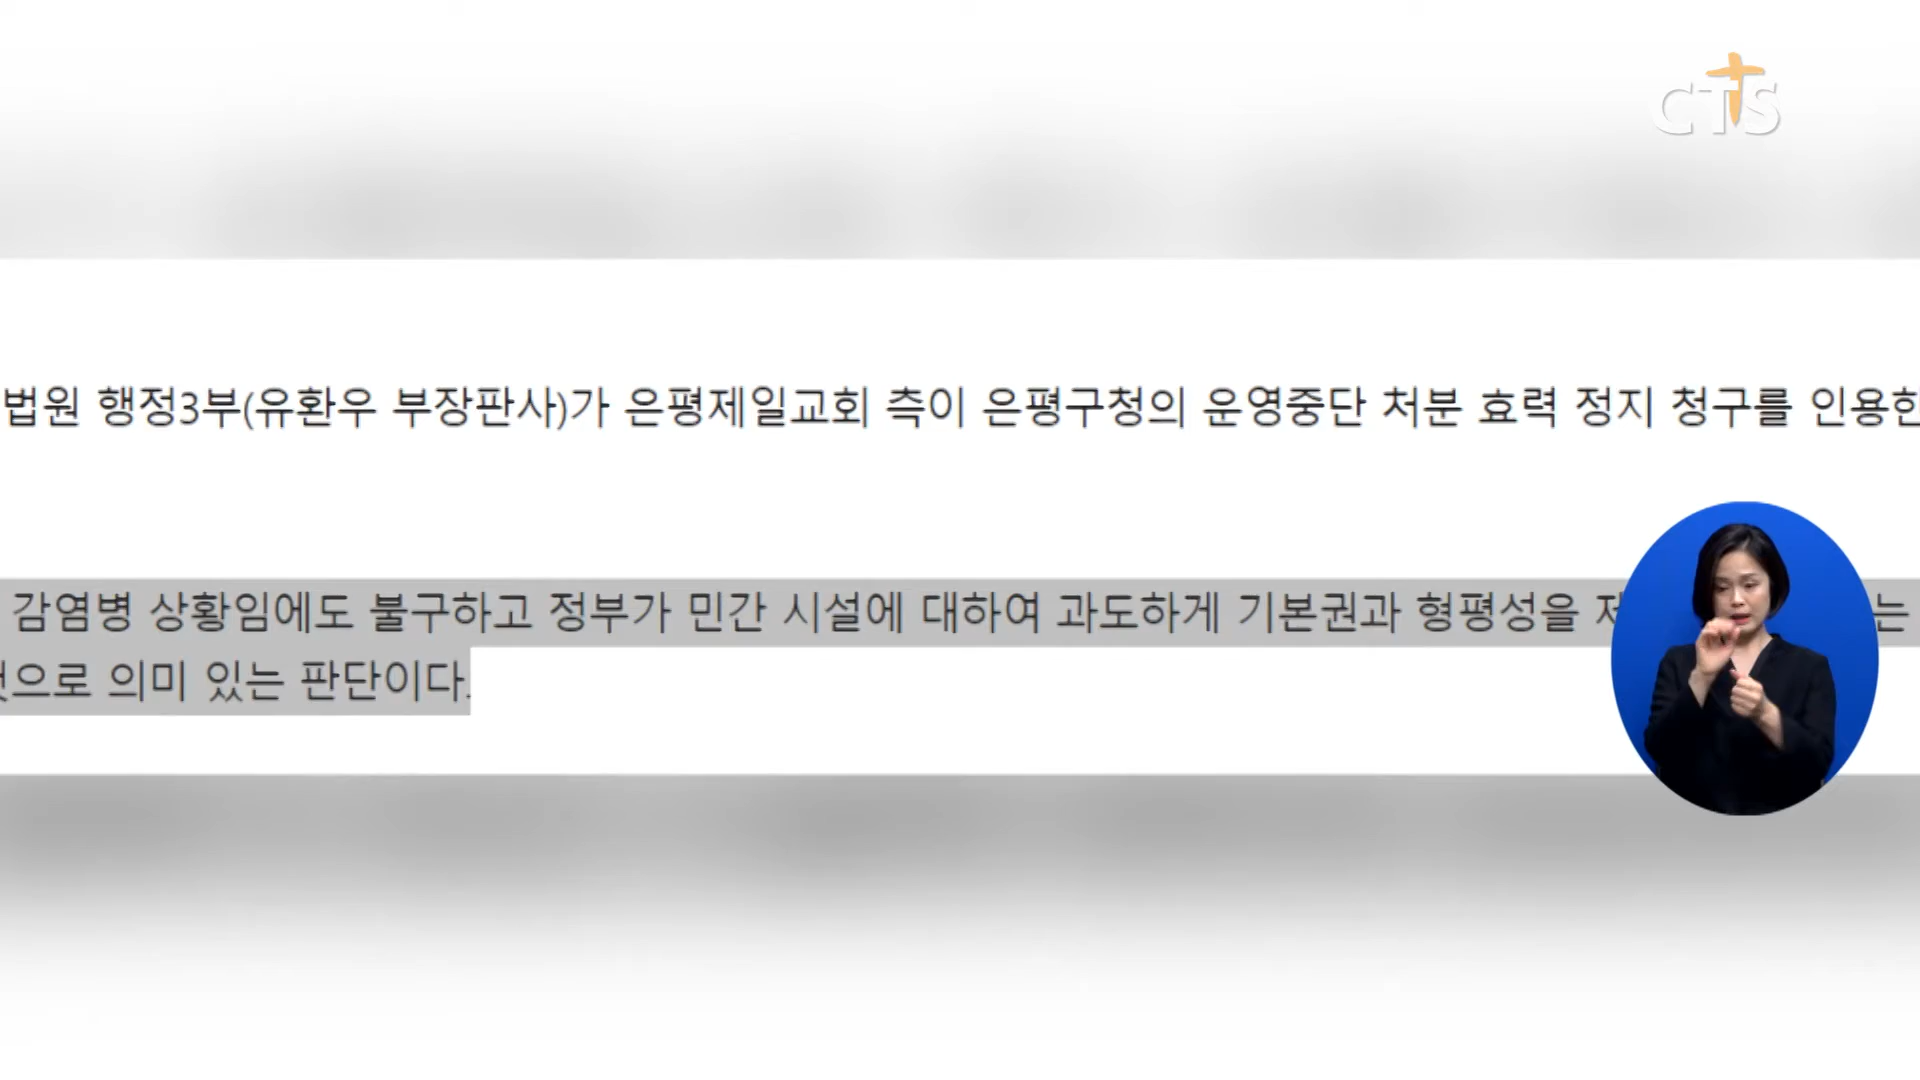 CTS
법원 행정3부(유환우 부장판사)가 은평제일교회 측이 은평구청의 운영중단 처분 효력 정지 청구를 인용한
감염병 상황임에도 불구하고 정부가 민간 시설에 대하여 과도하게 기본권과 형평성을 는
것으로 의미 있는 판단이다.